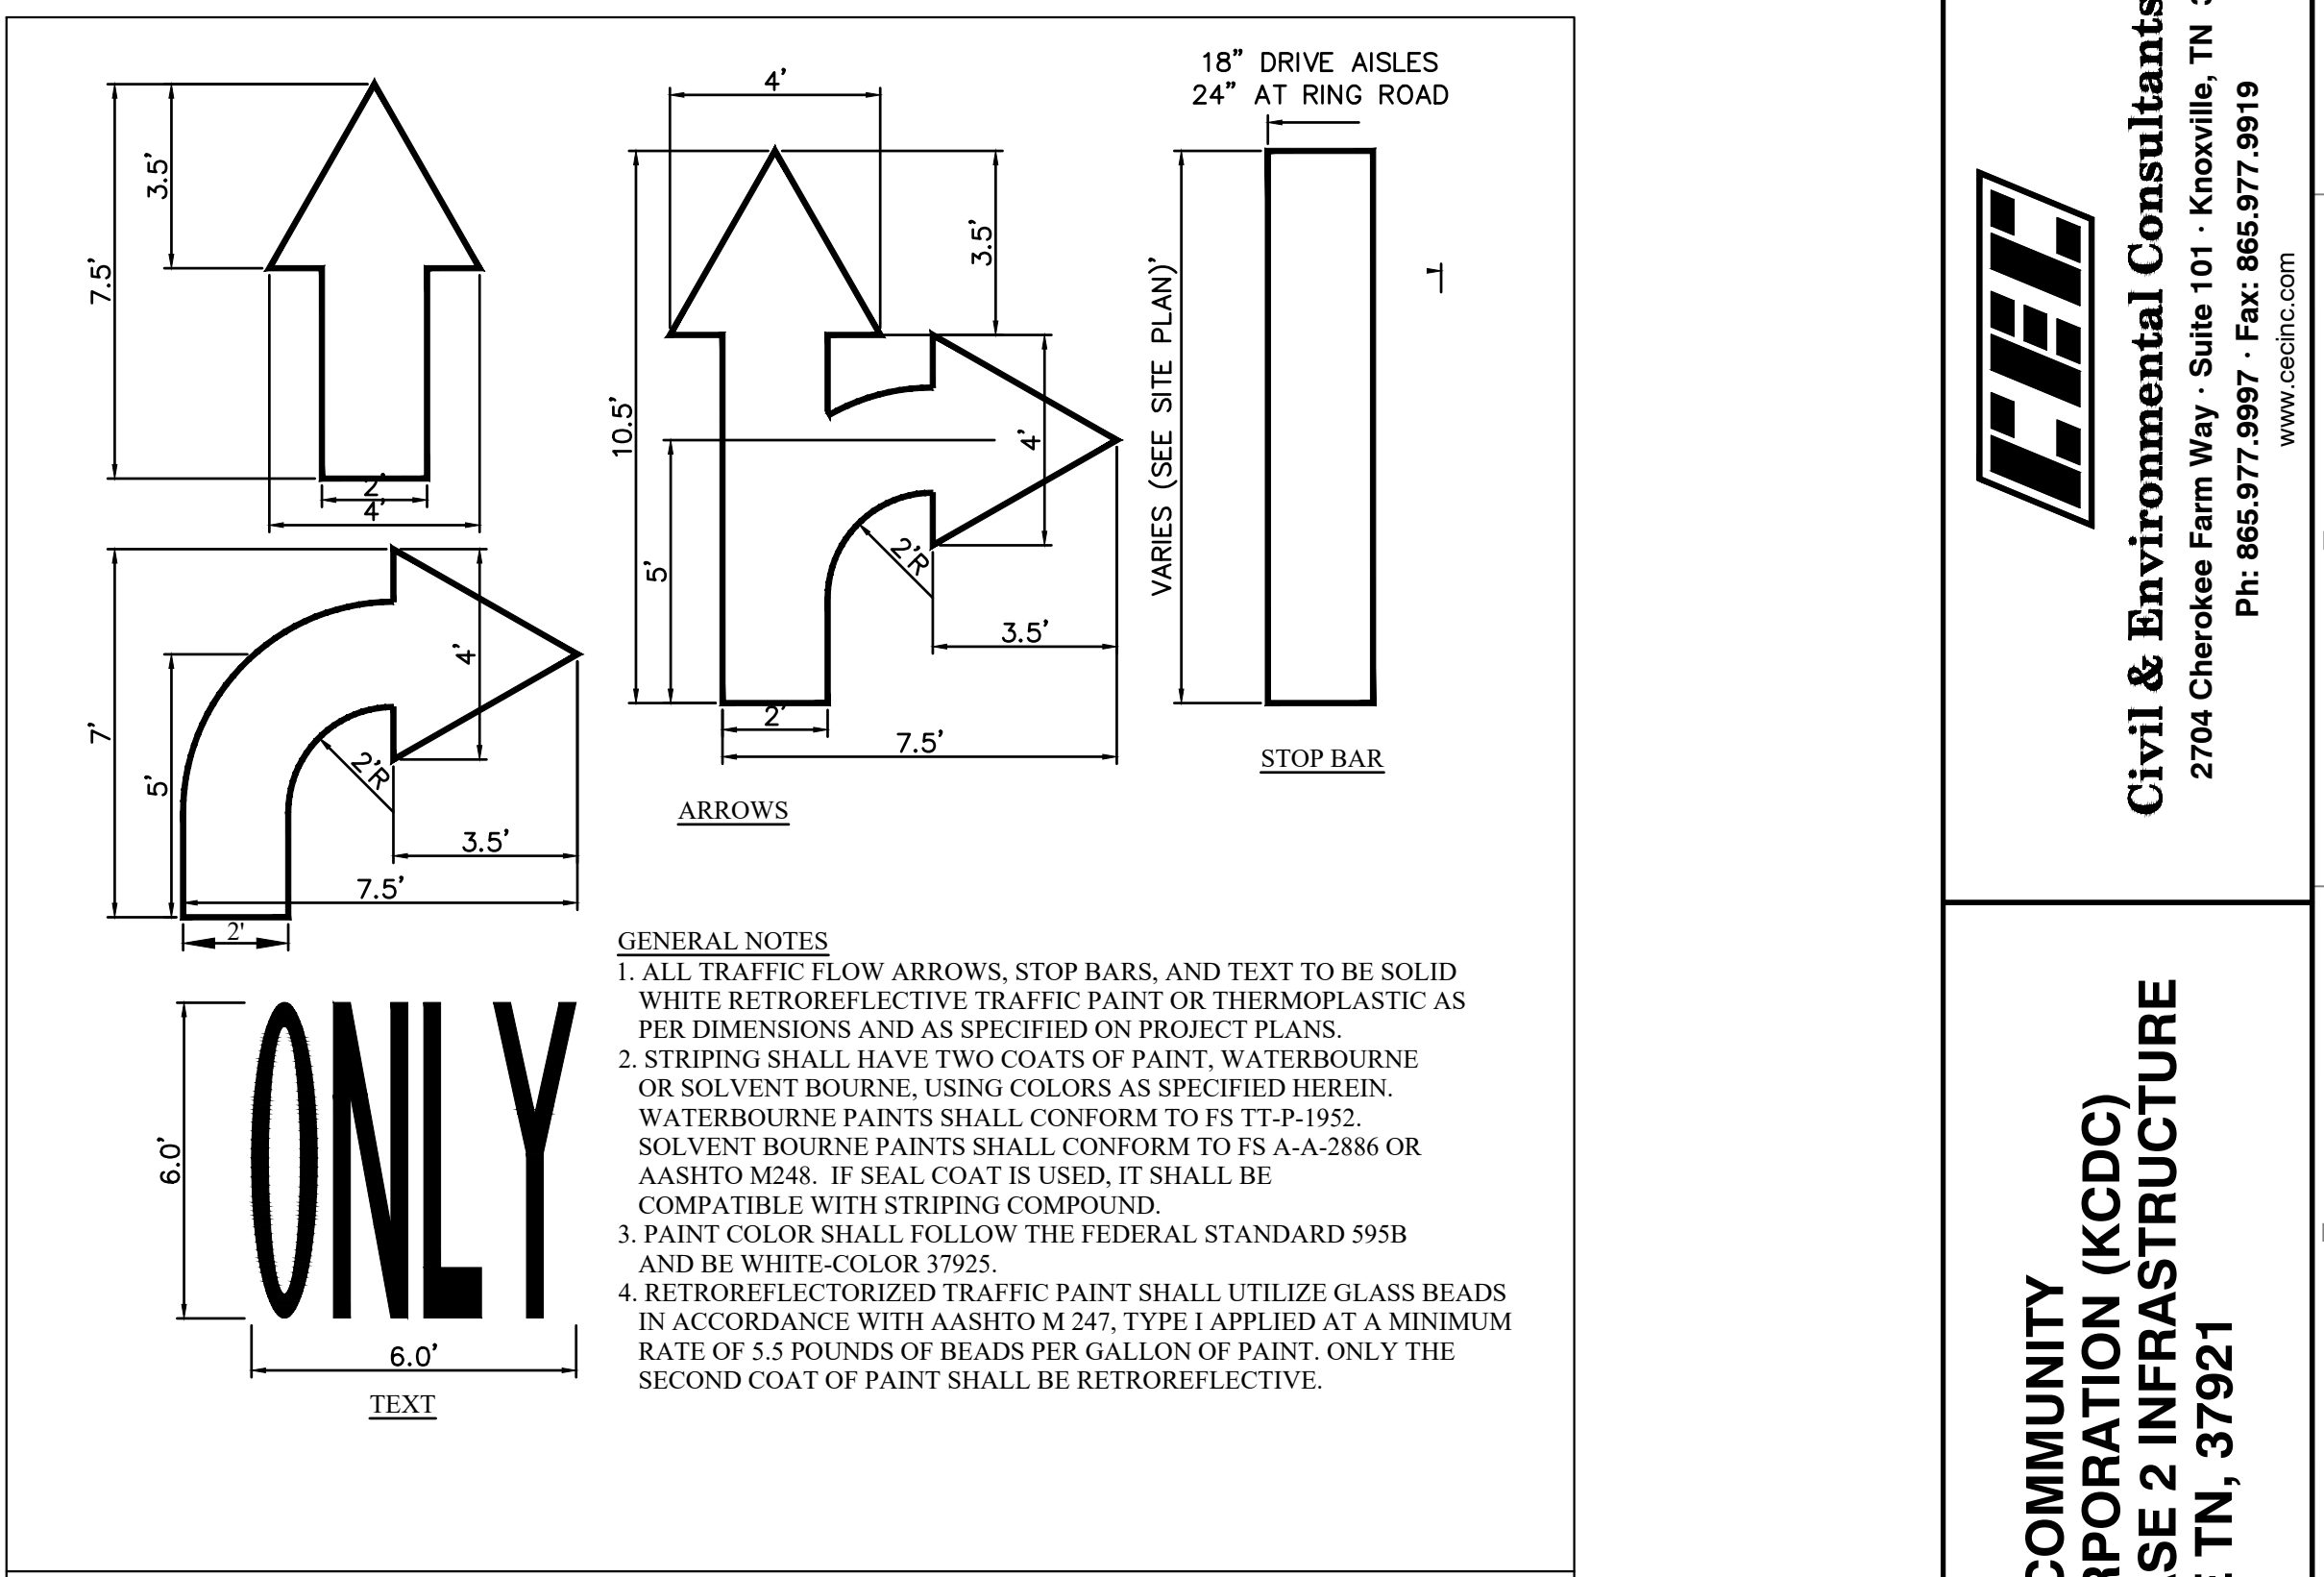 3.5'
7.5'
2'
4'
4'
3.5'
10.5'
5'
4'
2'R
3.5'
2'
7.5'
ARROWS
18” DRIVE AISLES
24” AT RING ROAD
VARIES (SEE SITE PLAN)'
STOP BAR
7'
5'
4'
2'R
3.5'
7.5'
2'
ONLY
6.0'
6.0'
TEXT
GENERAL NOTES
1. ALL TRAFFIC FLOW ARROWS, STOP BARS, AND TEXT TO BE SOLID
WHITE RETROREFLECTIVE TRAFFIC PAINT OR THERMOPLASTIC AS
PER DIMENSIONS AND AS SPECIFIED ON PROJECT PLANS.
2. STRIPING SHALL HAVE TWO COATS OF PAINT, WATERBOURNE
OR SOLVENT BOURNE, USING COLORS AS SPECIFIED HEREIN.
WATERBOURNE PAINTS SHALL CONFORM TO FS TT-P-1952.
SOLVENT BOURNE PAINTS SHALL CONFORM TO FS A-A-2886 OR
AASHTO M248. IF SEAL COAT IS USED, IT SHALL BE
COMPATIBLE WITH STRIPING COMPOUND.
3. PAINT COLOR SHALL FOLLOW THE FEDERAL STANDARD 595B
AND BE WHITE-COLOR 37925.
4. RETROREFLECTORIZED TRAFFIC PAINT SHALL UTILIZE GLASS BEADS
IN ACCORDANCE WITH AASHTO M 247, TYPE I APPLIED AT A MINIMUM
RATE OF 5.5 POUNDS OF BEADS PER GALLON OF PAINT. ONLY THE
SECOND COAT OF PAINT SHALL BE RETROREFLECTIVE.
CEC
Civil & Environmental Consultants
2704 Cherokee Farm Way · Suite 101 · Knoxville, TN
Ph: 865.977.9997 · Fax: 865.977.9919
www.cecinc.com
COMMUNITY
RPORATION (KCDC)
ASE 2 INFRASTRUCTURE
TN, 37921